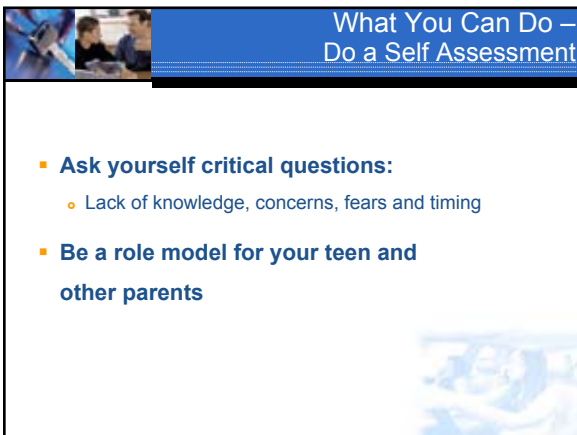 What You Can Do –
Do a Self Assessment
▪ Ask yourself critical questions:
o Lack of knowledge, concerns, fears and timing
▪ Be a role model for your teen and
other parents